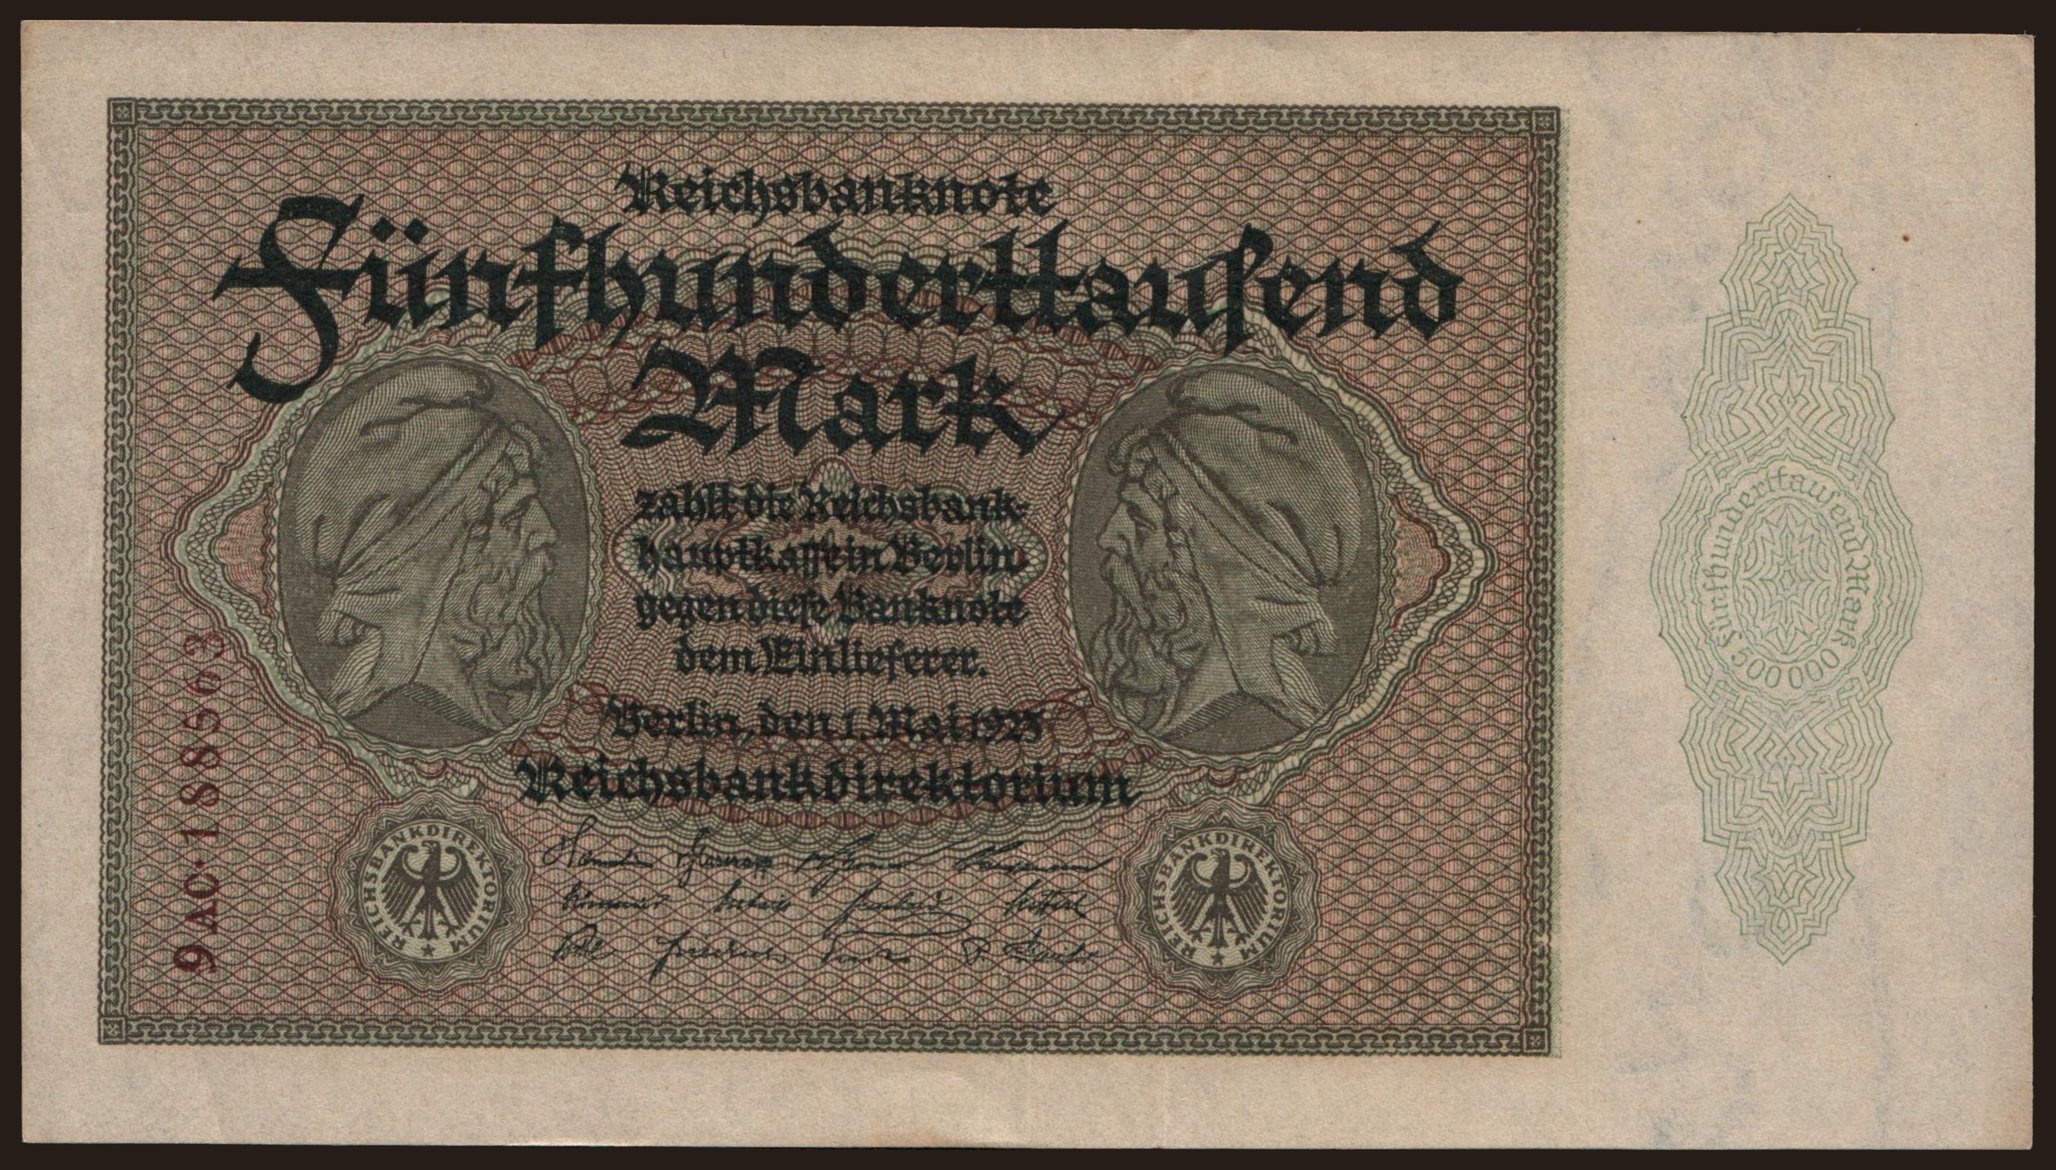 Reichsbanknote
Fünfhunderttausend
Mark
zahlt die Reichsbank-
hauptkasse in Berlin
gegen diese Banknote
dem Einlieferer.
Berlin, den 1. Mai 1923
Reichsbankdirektorium
REICHSBANKDIREKTORIUM
REICHSBANKDIREKTORIUM
9AC·188563
Fünfhunderttausend Mark
500000